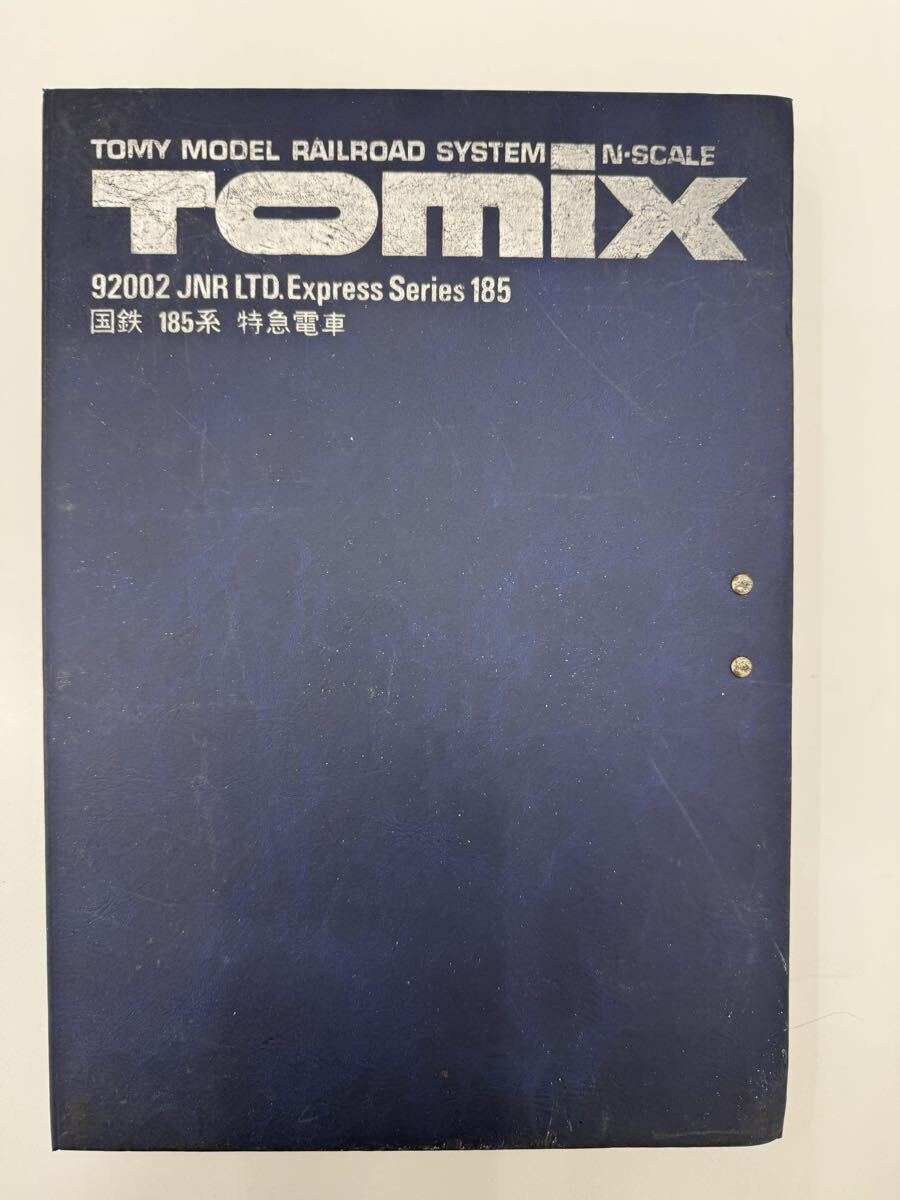 TOMY MODEL RAILROAD SYSTEM N-SCALE
TOMIX
92002 JNR LTD.Express Series 185
国鉄 185系 特急電車